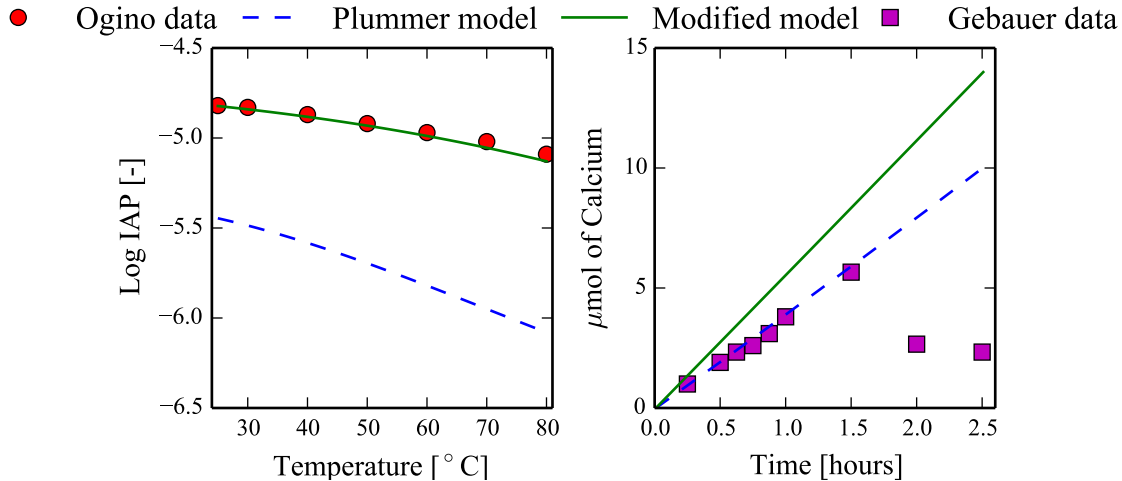 Ogino data Plummer model Modified model Gebauer data
−4.5
−5.0
−5.5
−6.0
−6.5
Log IAP [-]
30 40 50 60 70 80
Temperature [°C]
15
10
5
0
μmol of Calcium
0.0 0.5 1.0 1.5 2.0 2.5
Time [hours]